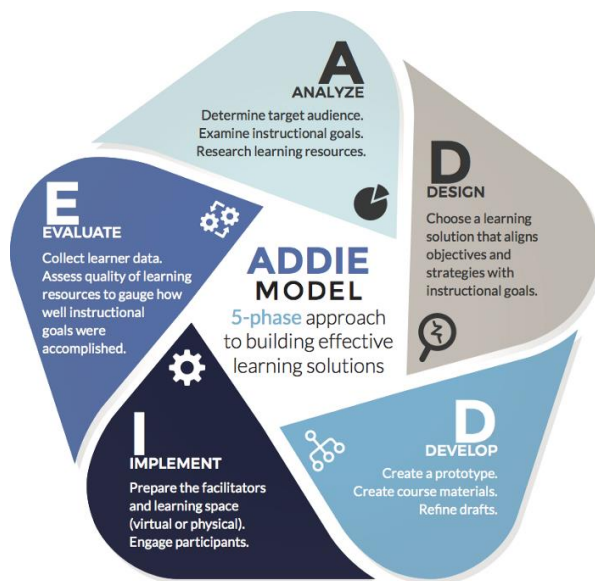 A
ANALYZE
Determine target audience.
Examine instructional goals.
Research learning resources.
D
DESIGN
Choose a learning
solution that aligns
objectives and
strategies with
instructional goals.
D
DEVELOP
Create a prototype.
Create course materials.
Refine drafts.
I
IMPLEMENT
Prepare the facilitators
and learning space
(virtual or physical).
Engage participants.
E
EVALUATE
Collect learner data.
Assess quality of learning
resources to gauge how
well instructional
goals were
accomplished.
ADDIE
MODEL
5-phase approach
to building effective
learning solutions